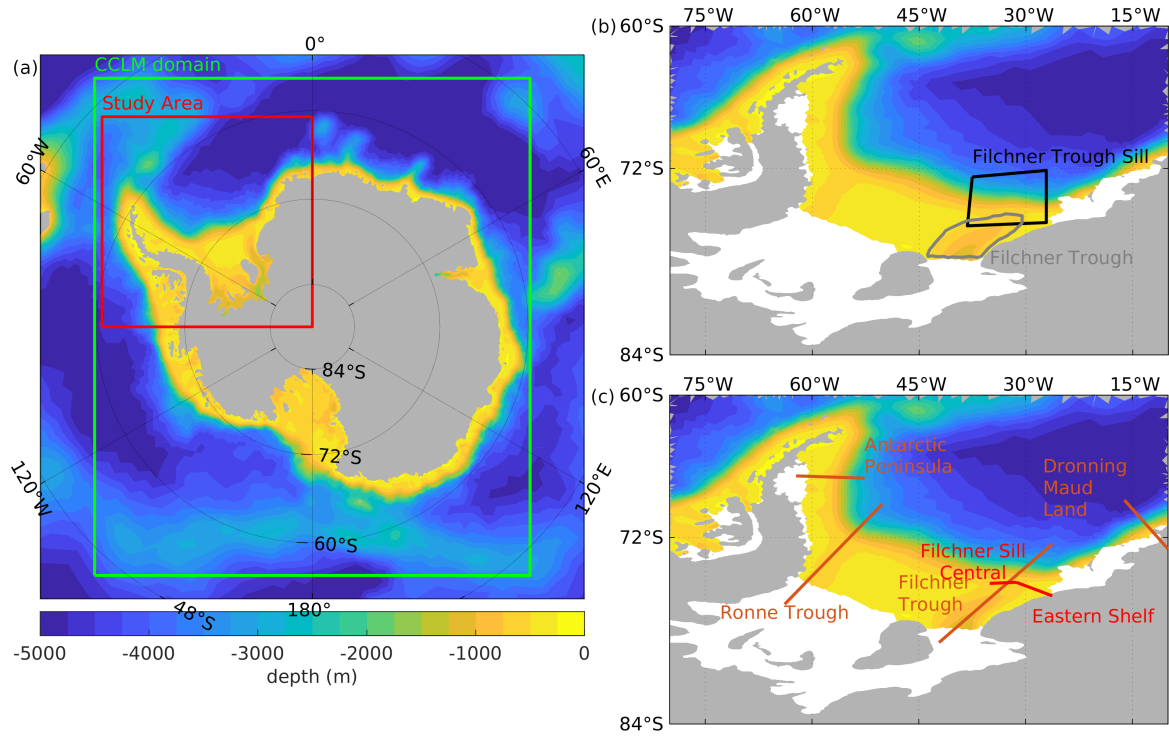 (a)
0°
CCLM domain
Study Area
60°W
60°E
84°S
72°S
120°W
120°E
60°S
48°S
180°
-5000
-4000
-3000
-2000
-1000
0
depth (m)
(b)
75°W
60°W
45°W
30°W
15°W
60°S
72°S
84°S
Filchner Trough Sill
Filchner Trough
(c)
75°W
60°W
45°W
30°W
15°W
60°S
72°S
84°S
Antarctic
Peninsula
Dronning
Maud
Land
Filchner Sill
Central
Filchner
Trough
Ronne Trough
Eastern Shelf